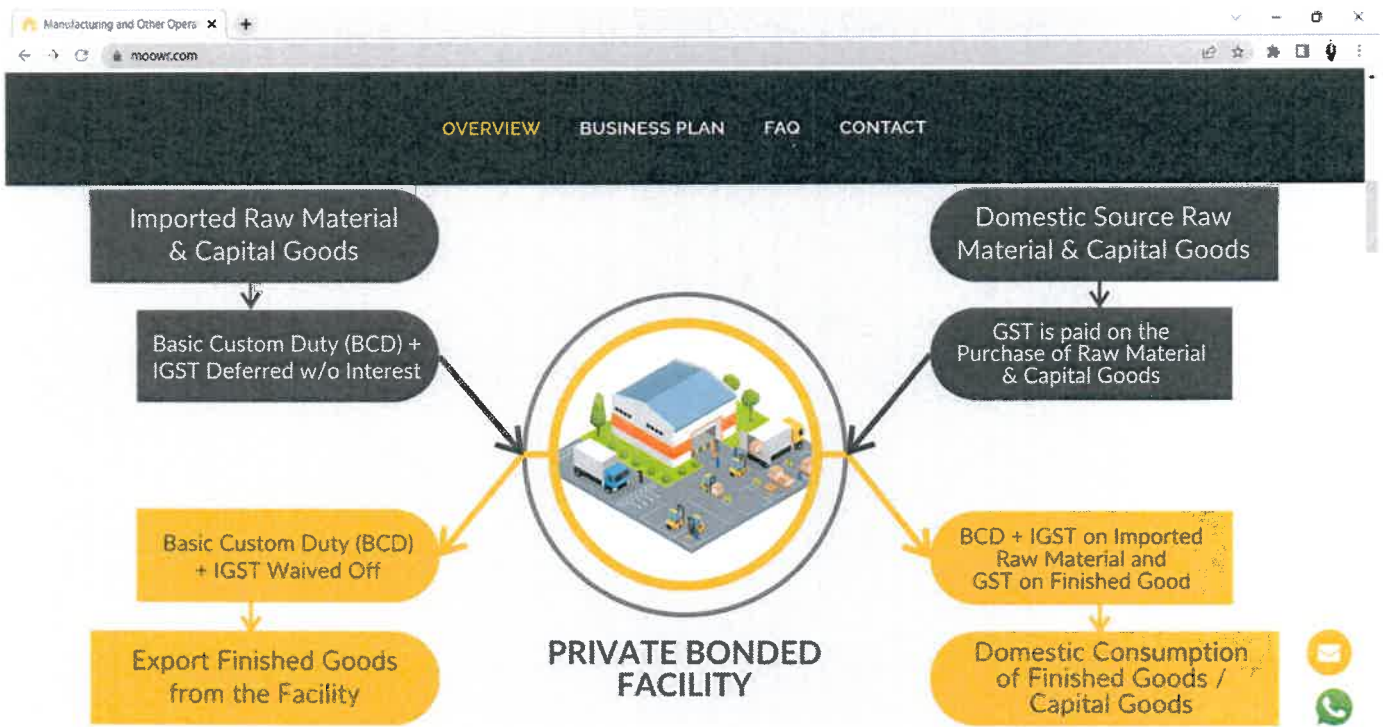 Manufacturing and Other Opera
moowr.com
OVERVIEW BUSINESS PLAN FAQ CONTACT
Imported Raw Material
& Capital Goods
Domestic Source Raw
Material & Capital Goods
Basic Custom Duty (BCD) +
IGST Deferred w/o Interest
GST is paid on the
Purchase of Raw Material
& Capital Goods
Basic Custom Duty (BCD)
+ IGST Waived Off
BCD + IGST on Imported
Raw Material and
GST on Finished Good
Export Finished Goods
from the Facility
PRIVATE BONDED
FACILITY
Domestic Consumption
of Finished Goods /
Capital Goods